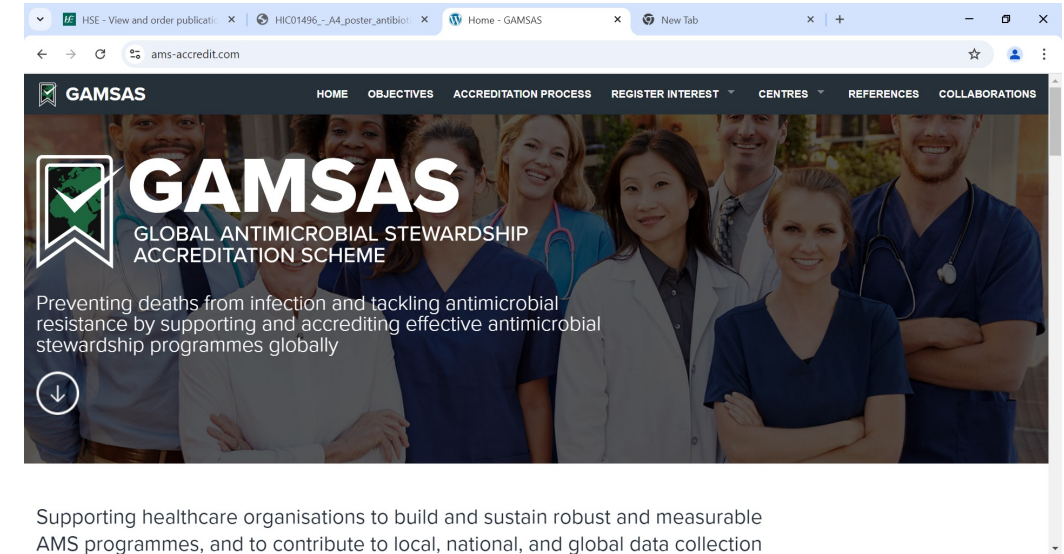 HSE - View and order publicatio
HIC01496_-_A4_poster_antibioti
Home - GAMSAS
New Tab
ams-accredit.com
GAMSAS
HOME OBJECTIVES ACCREDITATION PROCESS REGISTER INTEREST CENTRES REFERENCES COLLABORATIONS
GAMSAS
GLOBAL ANTIMICROBIAL STEWARDSHIP
ACCREDITATION SCHEME
Preventing deaths from infection and tackling antimicrobial
resistance by supporting and accrediting effective antimicrobial
stewardship programmes globally
Supporting healthcare organisations to build and sustain robust and measurable
AMS programmes, and to contribute to local, national, and global data collection